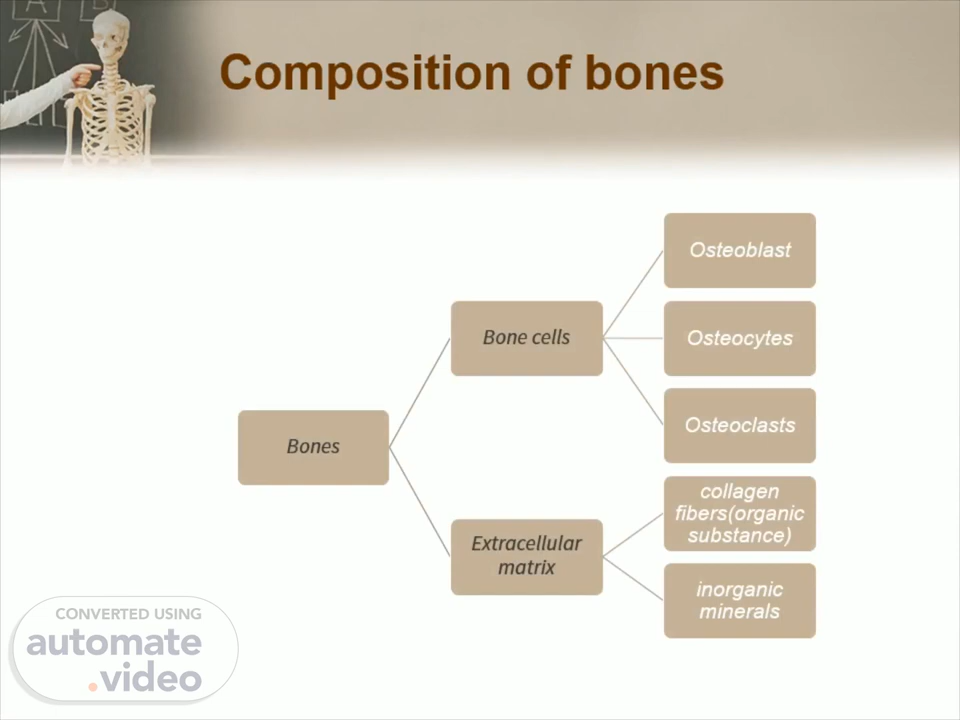 Composition of bones
Osteoblast
Bone cells
Osteocytes
Osteoclasts
Bones
collagen
fibers(organic
substance)
Extracellular
matrix
inorganic
minerals
CONVERTED USING
automate
.video